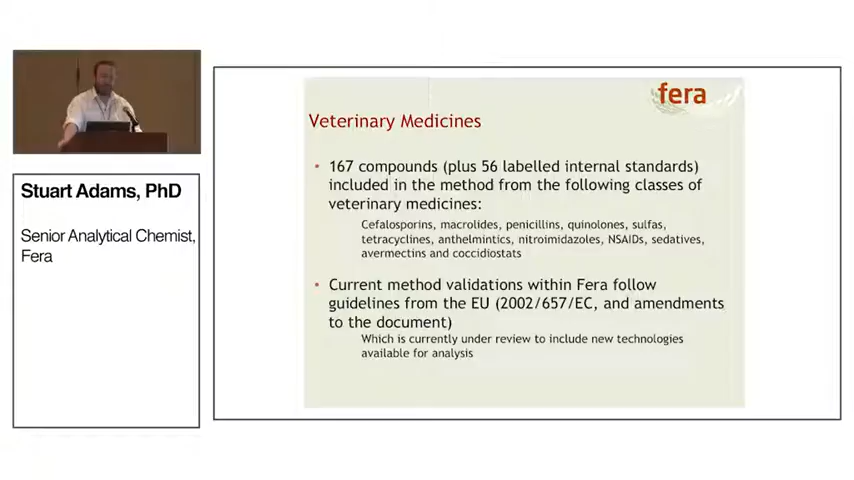 fera
Veterinary Medicines
• 167 compounds (plus 56 labelled internal standards)
included in the method from the following classes of
veterinary medicines:
Cefalosporins, macrolides, penicillins, quinolones, sulfas,
tetracyclines, anthelmintics, nitroimidazoles, NSAIDs, sedatives,
avermectins and coccidiostats
• Current method validations within Fera follow
guidelines from the EU (2002/657/EC, and amendments
to the document)
Which is currently under review to include new technologies
available for analysis
Stuart Adams, PhD
Senior Analytical Chemist,
Fera